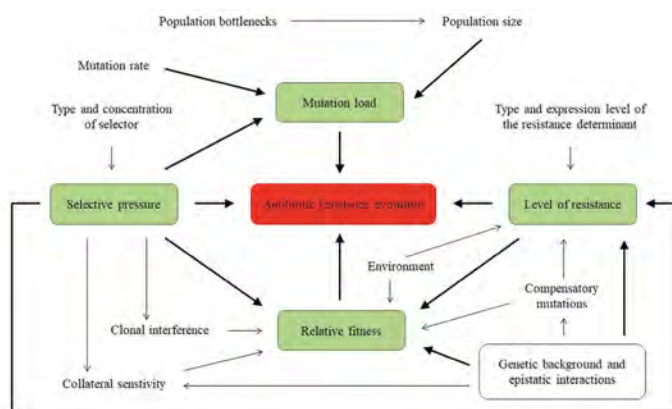 Population bottlenecks
Population size
Mutation rate
Mutation load
Type and concentration
of selector
Type and expression level of
the resistance determinant
Selective pressure
Antibiotic resistance evolution
Level of resistance
Environment
Compensatory
mutations
Clonal interference
Relative fitness
Genetic background and
epistatic interactions
Collateral senstivity